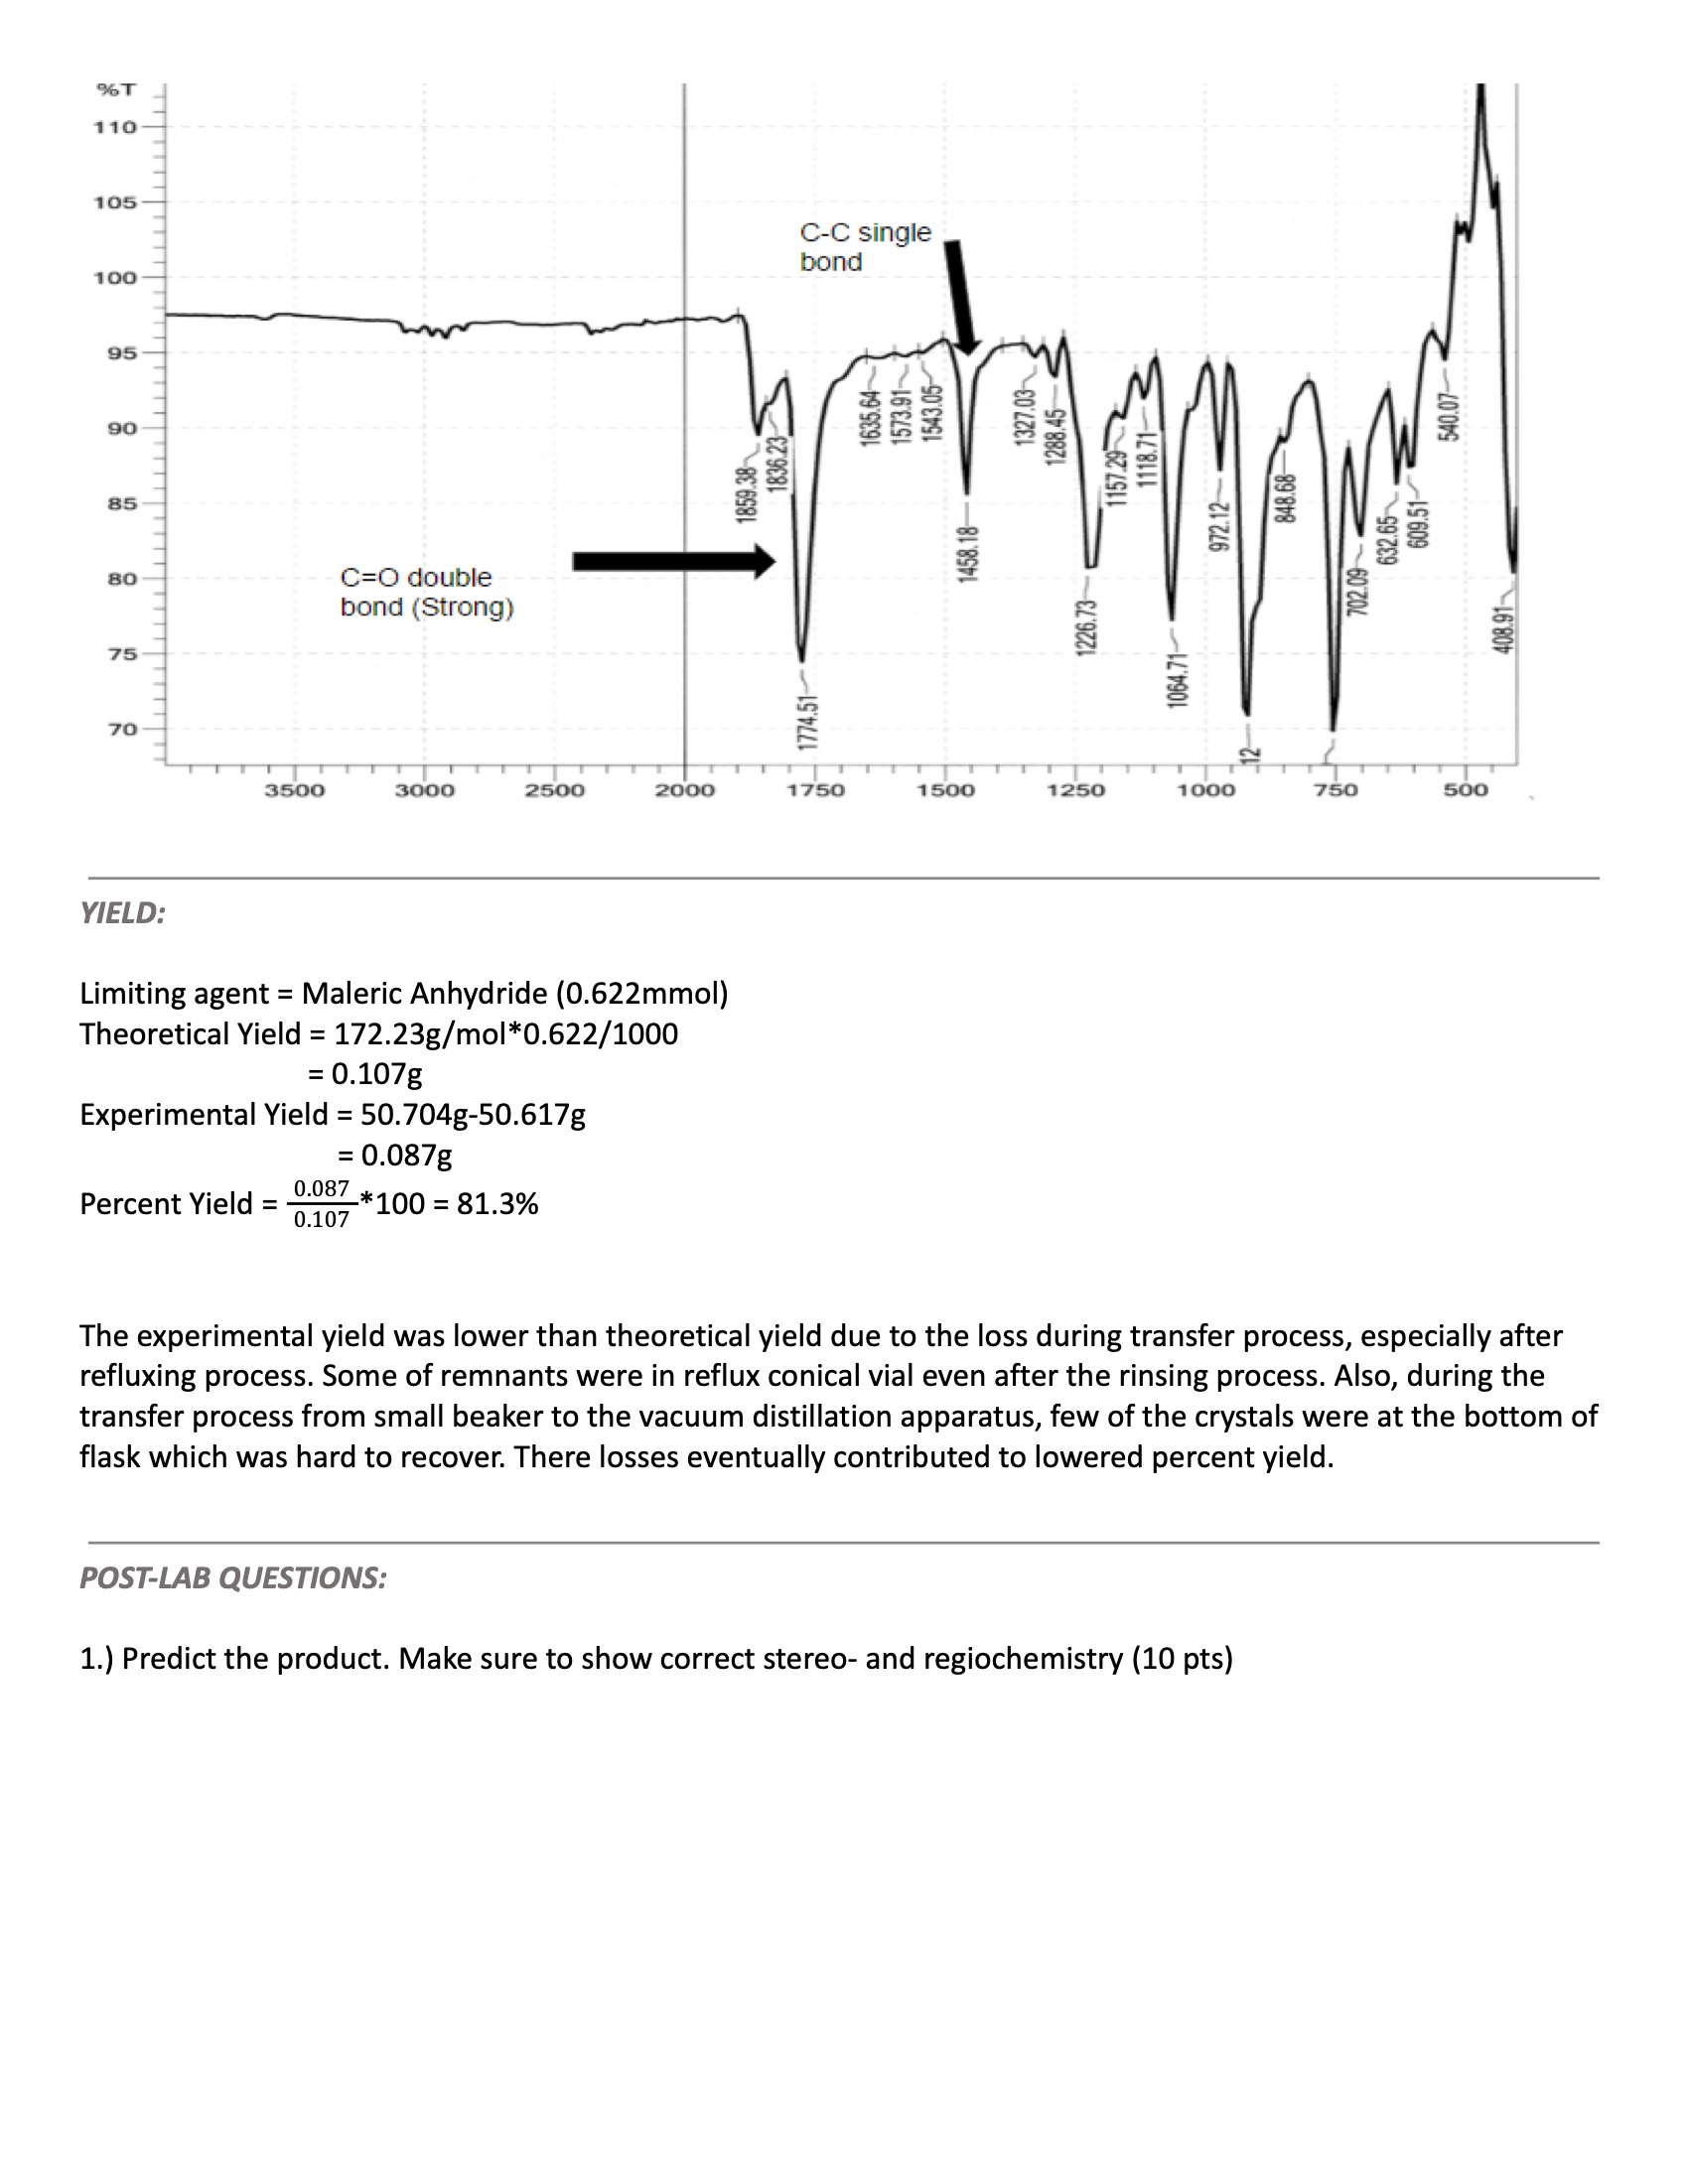 %T
110
105
100
95
90
85
80
75
70
C-C single
bond
C=O double
bond (Strong)
1859.38
1836.23
1774.51
1635.64
1573.91
1543.05
1458.18
1327.03
1288.45
1226.73
1157.29
1118.71
1064.71
972.12
12
848.68
702.09
632.65
609.51
540.07
408.91
3500 3000 2500 2000 1750 1500 1250 1000 750 500
YIELD:
Limiting agent = Maleric Anhydride (0.622mmol)
Theoretical Yield = 172.23g/mol*0.622/1000
= 0.107g
Experimental Yield = 50.704g-50.617g
= 0.087g
Percent Yield = 0.087/0.107 *100 = 81.3%
The experimental yield was lower than theoretical yield due to the loss during transfer process, especially after
refluxing process. Some of remnants were in reflux conical vial even after the rinsing process. Also, during the
transfer process from small beaker to the vacuum distillation apparatus, few of the crystals were at the bottom of
flask which was hard to recover. There losses eventually contributed to lowered percent yield.
POST-LAB QUESTIONS:
1.) Predict the product. Make sure to show correct stereo- and regiochemistry (10 pts)